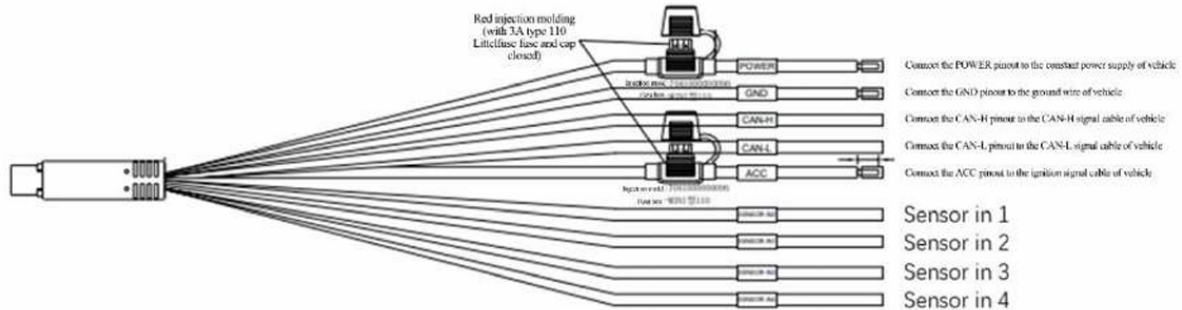 Red injection molding
(with 3A type 110
Littelfuse fuse and cap
closed)
POWER
Connect the POWER pinout to the constant power supply of vehicle
Injection mold
GND
Connect the GND pinout to the ground wire of vehicle
CAN-H
Connect the CAN-H pinout to the CAN-H signal cable of vehicle
CAN-L
Connect the CAN-L pinout to the CAN-L signal cable of vehicle
ACC
Connect the ACC pinout to the ignition signal cable of vehicle
Injection mold
Sensor in 1
Sensor in 2
Sensor in 3
Sensor in 4